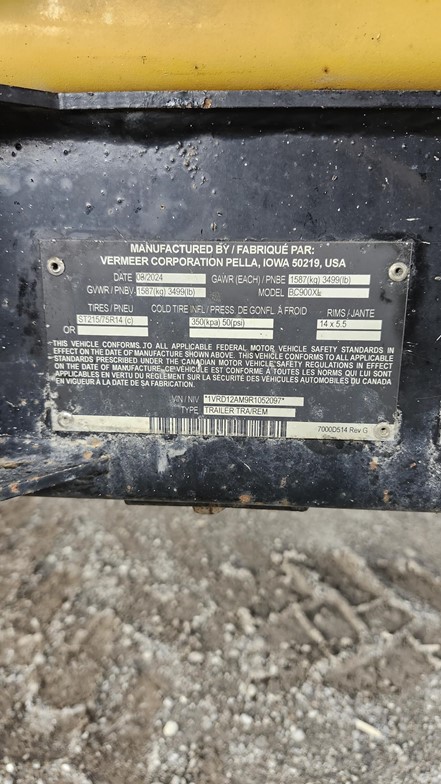 MANUFACTURED BY / FABRIQUÉ PAR:
VERMEER CORPORATION PELLA, IOWA 50219, USA
DATE 08/2024 GAWR (EACH) / PNBE 1587(kg) 3499(lb)
GVWR / PNBV 1587(kg) 3499(lb) MODEL BC900XL
TIRES / PNEU COLD TIRE INFL / PRESS. DE GONFL. À FROID RIMS / JANTE
ST215/75R14 (c) 350(kpa) 50(psi) 14 x 5.5
OR
THIS VEHICLE CONFORMS TO ALL APPLICABLE FEDERAL MOTOR VEHICLE SAFETY STANDARDS IN
EFFECT ON THE DATE OF MANUFACTURE SHOWN ABOVE. THIS VEHICLE CONFORMS TO ALL APPLICABLE
STANDARDS PRESCRIBED UNDER THE CANADIAN MOTOR VEHICLE SAFETY REGULATIONS IN EFFECT ON THE
DATE OF MANUFACTURE. / CE VÉHICULE EST CONFORME À TOUTES LES NORMES QUI LUI SONT
APPLICABLES EN VERTU DU RÈGLEMENT SUR LA SÉCURITÉ DES VÉHICULES AUTOMOBILES DU CANADA
EN VIGUEUR À LA DATE DE SA FABRICATION.
VIN / NIV *1VRD12AM9R1052097*
TYPE TRAILER TRA/REM
7000D514 Rev G